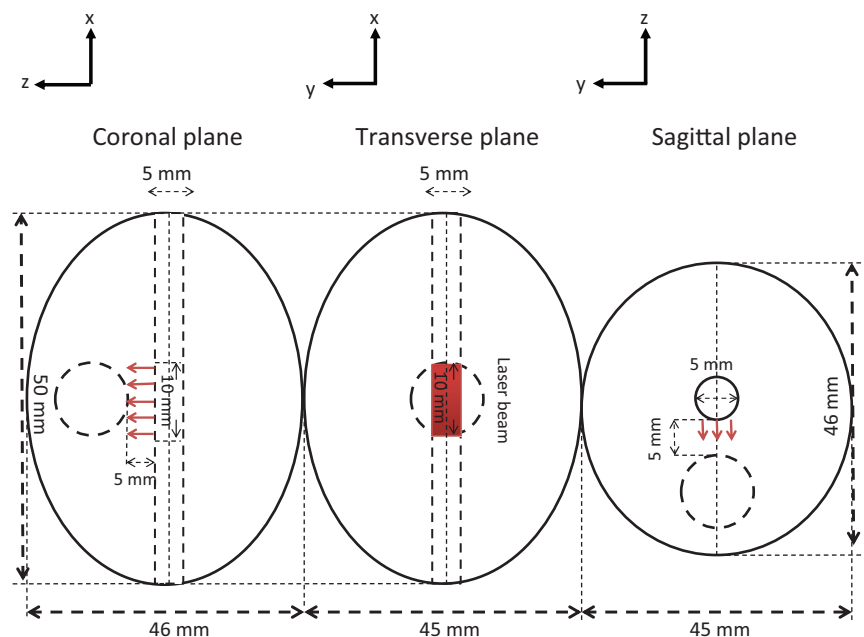 x
z
x
y
z
y
Coronal plane
Transverse plane
Sagittal plane
5 mm
5 mm
50 mm
10 mm
5 mm
10 mm
Laser beam
5 mm
5 mm
46 mm
46 mm
45 mm
45 mm